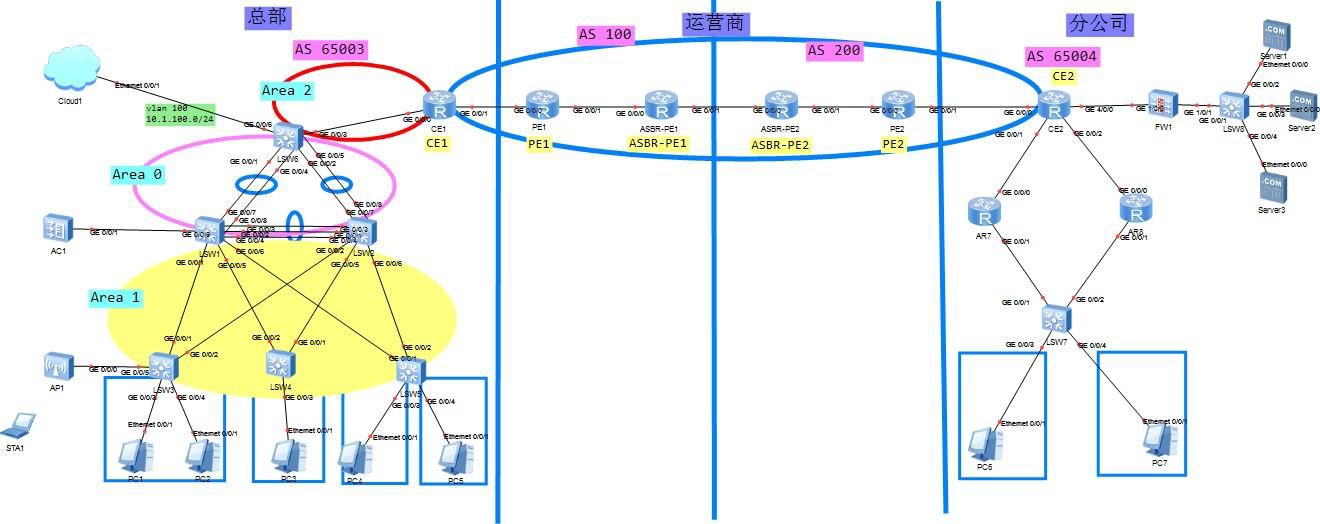 总部
运营商
分公司
AS 65003
AS 100
AS 200
AS 65004
CE2
Cloud1
Ethernet 0/0/1
vlan 100
10.1.100.0/24
Area 2
GE 0/0/6
GE 0/0/3
LSW6
GE 0/0/0
CE1
CE1
GE 0/0/1
GE 0/0/0
PE1
PE1
GE 0/0/1
GE 0/0/0
ASBR-PE1
ASBR-PE1
GE 0/0/1
GE 0/0/0
ASBR-PE2
ASBR-PE2
GE 0/0/1
GE 0/0/0
PE2
PE2
GE 0/0/1
GE 0/0/0
CE2
GE 4/0/0
FW1
GE 1/0/1
GE 0/0/1
LSW8
GE 0/0/2
GE 0/0/3
GE 0/0/4
Server1
Ethernet 0/0/0
Server2
Ethernet 0/0/0
Server3
GE 0/0/1
GE 0/0/2
GE 0/0/1
GE 0/0/4
GE 0/0/5
GE 0/0/2
Area 0
GE 0/0/7
GE 0/0/8
GE 0/0/3
GE 0/0/4
GE 0/0/8
GE 0/0/7
GE 0/0/3
AC1
GE 0/0/1
LSW1
LSW2
GE 0/0/1
GE 0/0/5
GE 0/0/6
GE 0/0/2
GE 0/0/5
GE 0/0/6
Area 1
GE 0/0/0
GE 0/0/0
AR7
AR8
GE 0/0/1
GE 0/0/1
GE 0/0/1
GE 0/0/2
LSW7
GE 0/0/3
GE 0/0/4
GE 0/0/1
GE 0/0/2
GE 0/0/2
GE 0/0/1
GE 0/0/2
GE 0/0/1
AP1
GE 0/0/0
GE 0/0/5
LSW3
LSW4
LSW5
GE 0/0/3
GE 0/0/4
GE 0/0/3
GE 0/0/3
GE 0/0/4
STA1
Ethernet 0/0/1
Ethernet 0/0/1
Ethernet 0/0/1
Ethernet 0/0/1
Ethernet 0/0/1
Ethernet 0/0/1
Ethernet 0/0/1
PC1
PC2
PC3
PC4
PC5
PC6
PC7